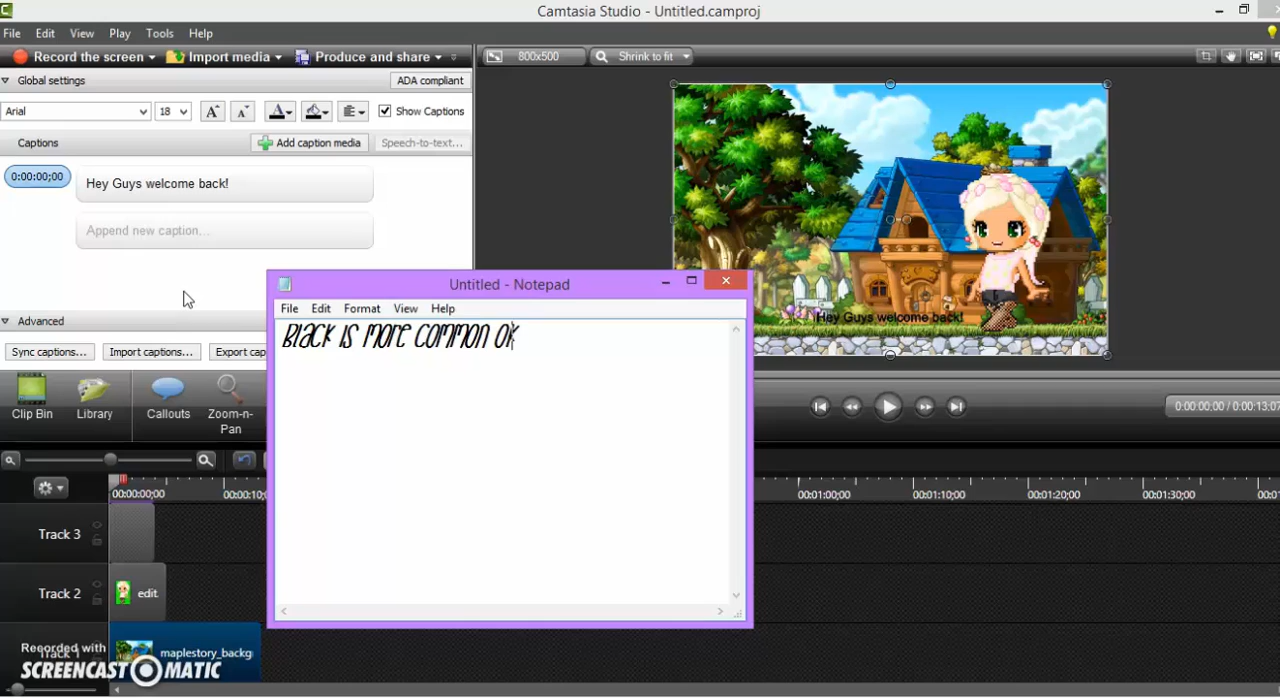 Camtasia Studio - Untitled.camproj
File Edit View Play Tools Help
Record the screen Import media Produce and share 800x500 Shrink to fit
Global settings ADA compliant
Arial 18 A A A Show Captions
Captions Add caption media Speech-to-text...
0:00:00;00 Hey Guys welcome back!
Append new caption...
Hey Guys welcome back!
Untitled - Notepad
File Edit Format View Help
Black is more common ok
Advanced
Sync captions... Import captions... Export cap
Clip Bin Library Callouts Zoom-n-Pan
0:00:00;00 / 0:00:13;07
00:00:00;00 00:00:10; 00:01:00;00 00:01:10;00 00:01:20;00 00:01:30;00
Track 3
Track 2 edit
Track 1 maplestory_backg
Recorded with
SCREENCAST-O-MATIC